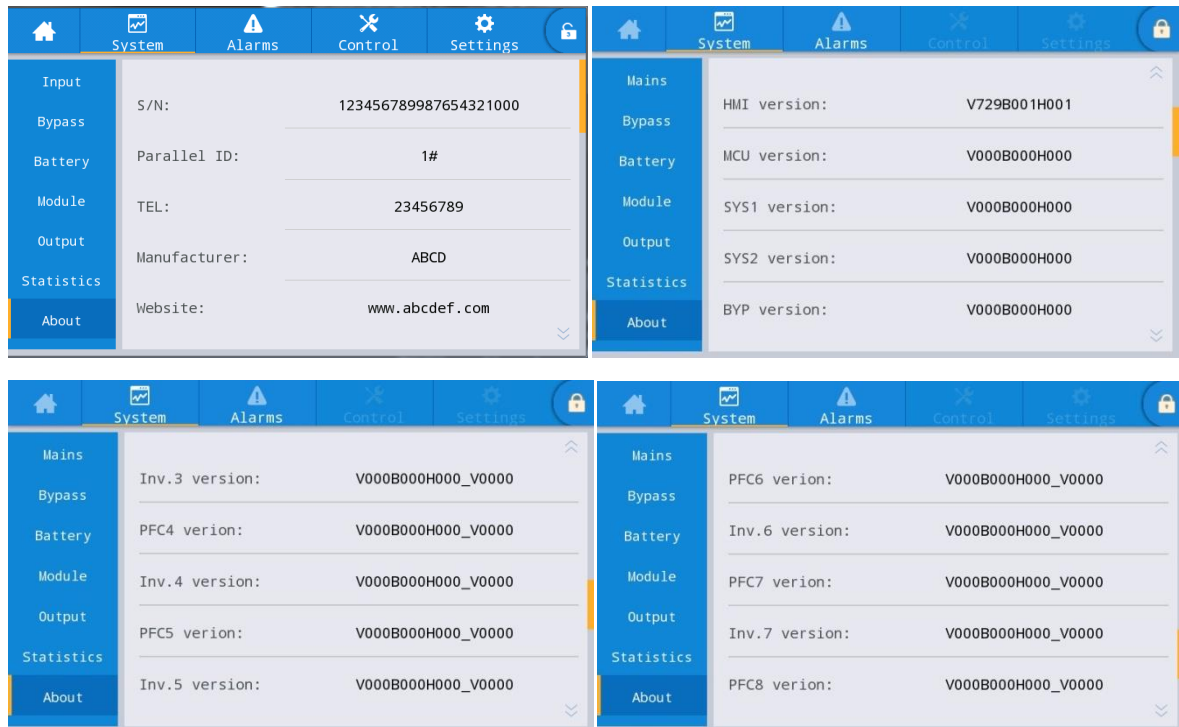 System Alarms Control Settings
Input
Bypass
Battery
Module
Output
Statistics
About
S/N: 123456789987654321000
Parallel ID: 1#
TEL: 23456789
Manufacturer: ABCD
Website: www.abcdef.com
System Alarms Control Settings
Mains
Bypass
Battery
Module
Output
Statistics
About
HMI version: V729B001H001
MCU version: V000B000H000
SYS1 version: V000B000H000
SYS2 version: V000B000H000
BYP version: V000B000H000
System Alarms Control Settings
Mains
Bypass
Battery
Module
Output
Statistics
About
Inv.3 version: V000B000H000_V0000
PFC4 verion: V000B000H000_V0000
Inv.4 version: V000B000H000_V0000
PFC5 verion: V000B000H000_V0000
Inv.5 version: V000B000H000_V0000
System Alarms Control Settings
Mains
Bypass
Battery
Module
Output
Statistics
About
PFC6 verion: V000B000H000_V0000
Inv.6 version: V000B000H000_V0000
PFC7 verion: V000B000H000_V0000
Inv.7 version: V000B000H000_V0000
PFC8 verion: V000B000H000_V0000